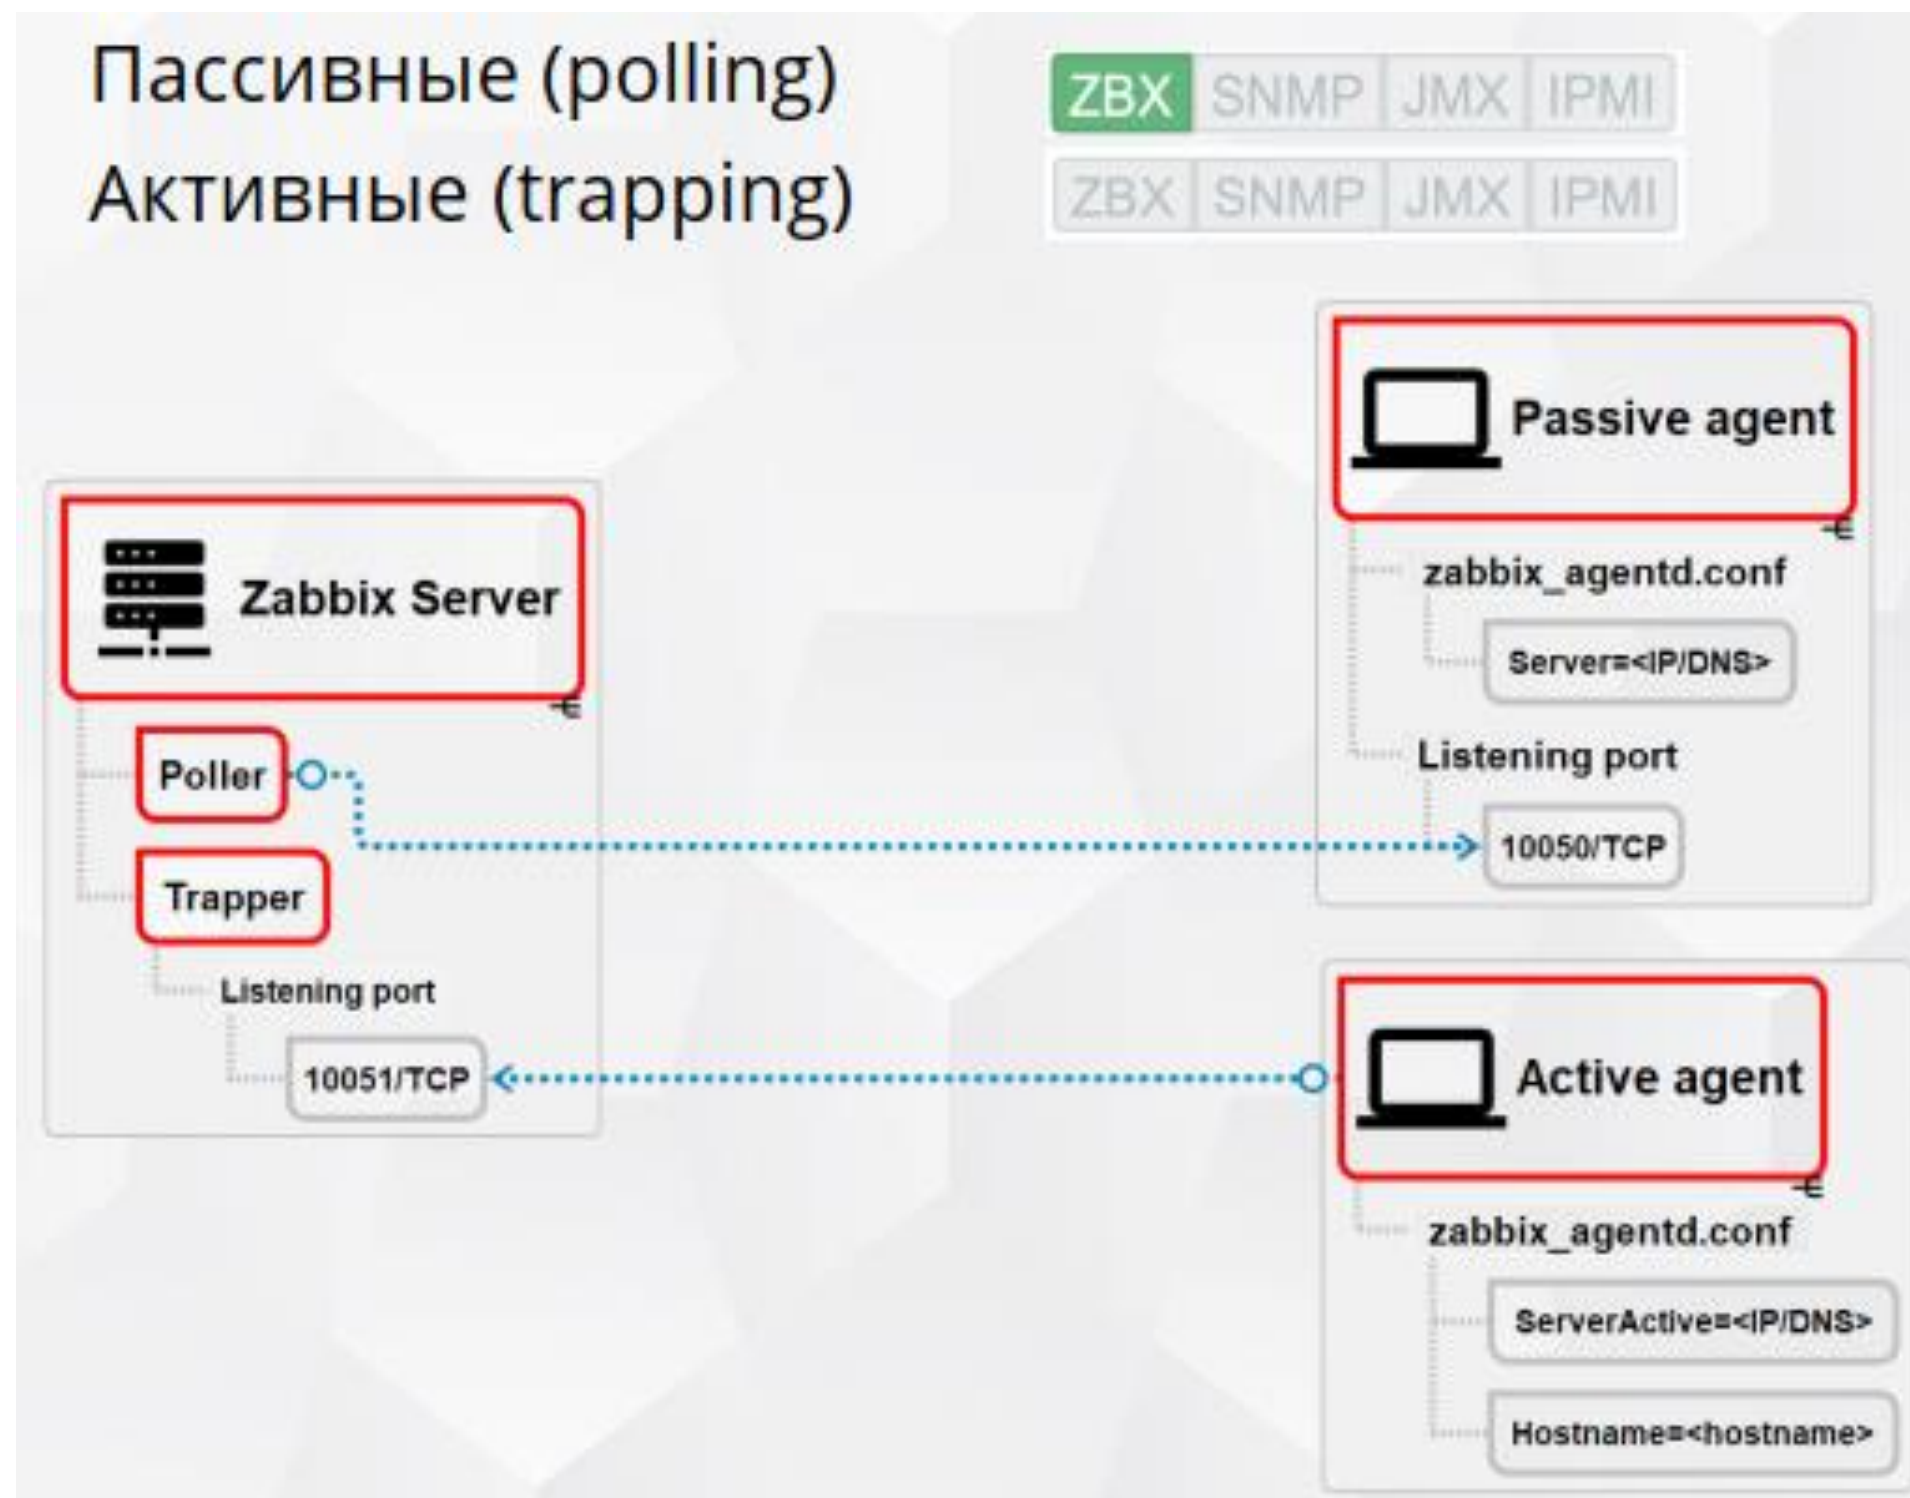 Пассивные (polling)
ZBX SNMP JMX IPMI
Активные (trapping)
ZBX SNMP JMX IPMI
Passive agent
zabbix_agentd.conf
Server=<IP/DNS>
Listening port
10050/TCP
Zabbix Server
Poller
Trapper
Listening port
10051/TCP
Active agent
zabbix_agentd.conf
ServerActive=<IP/DNS>
Hostname=<hostname>